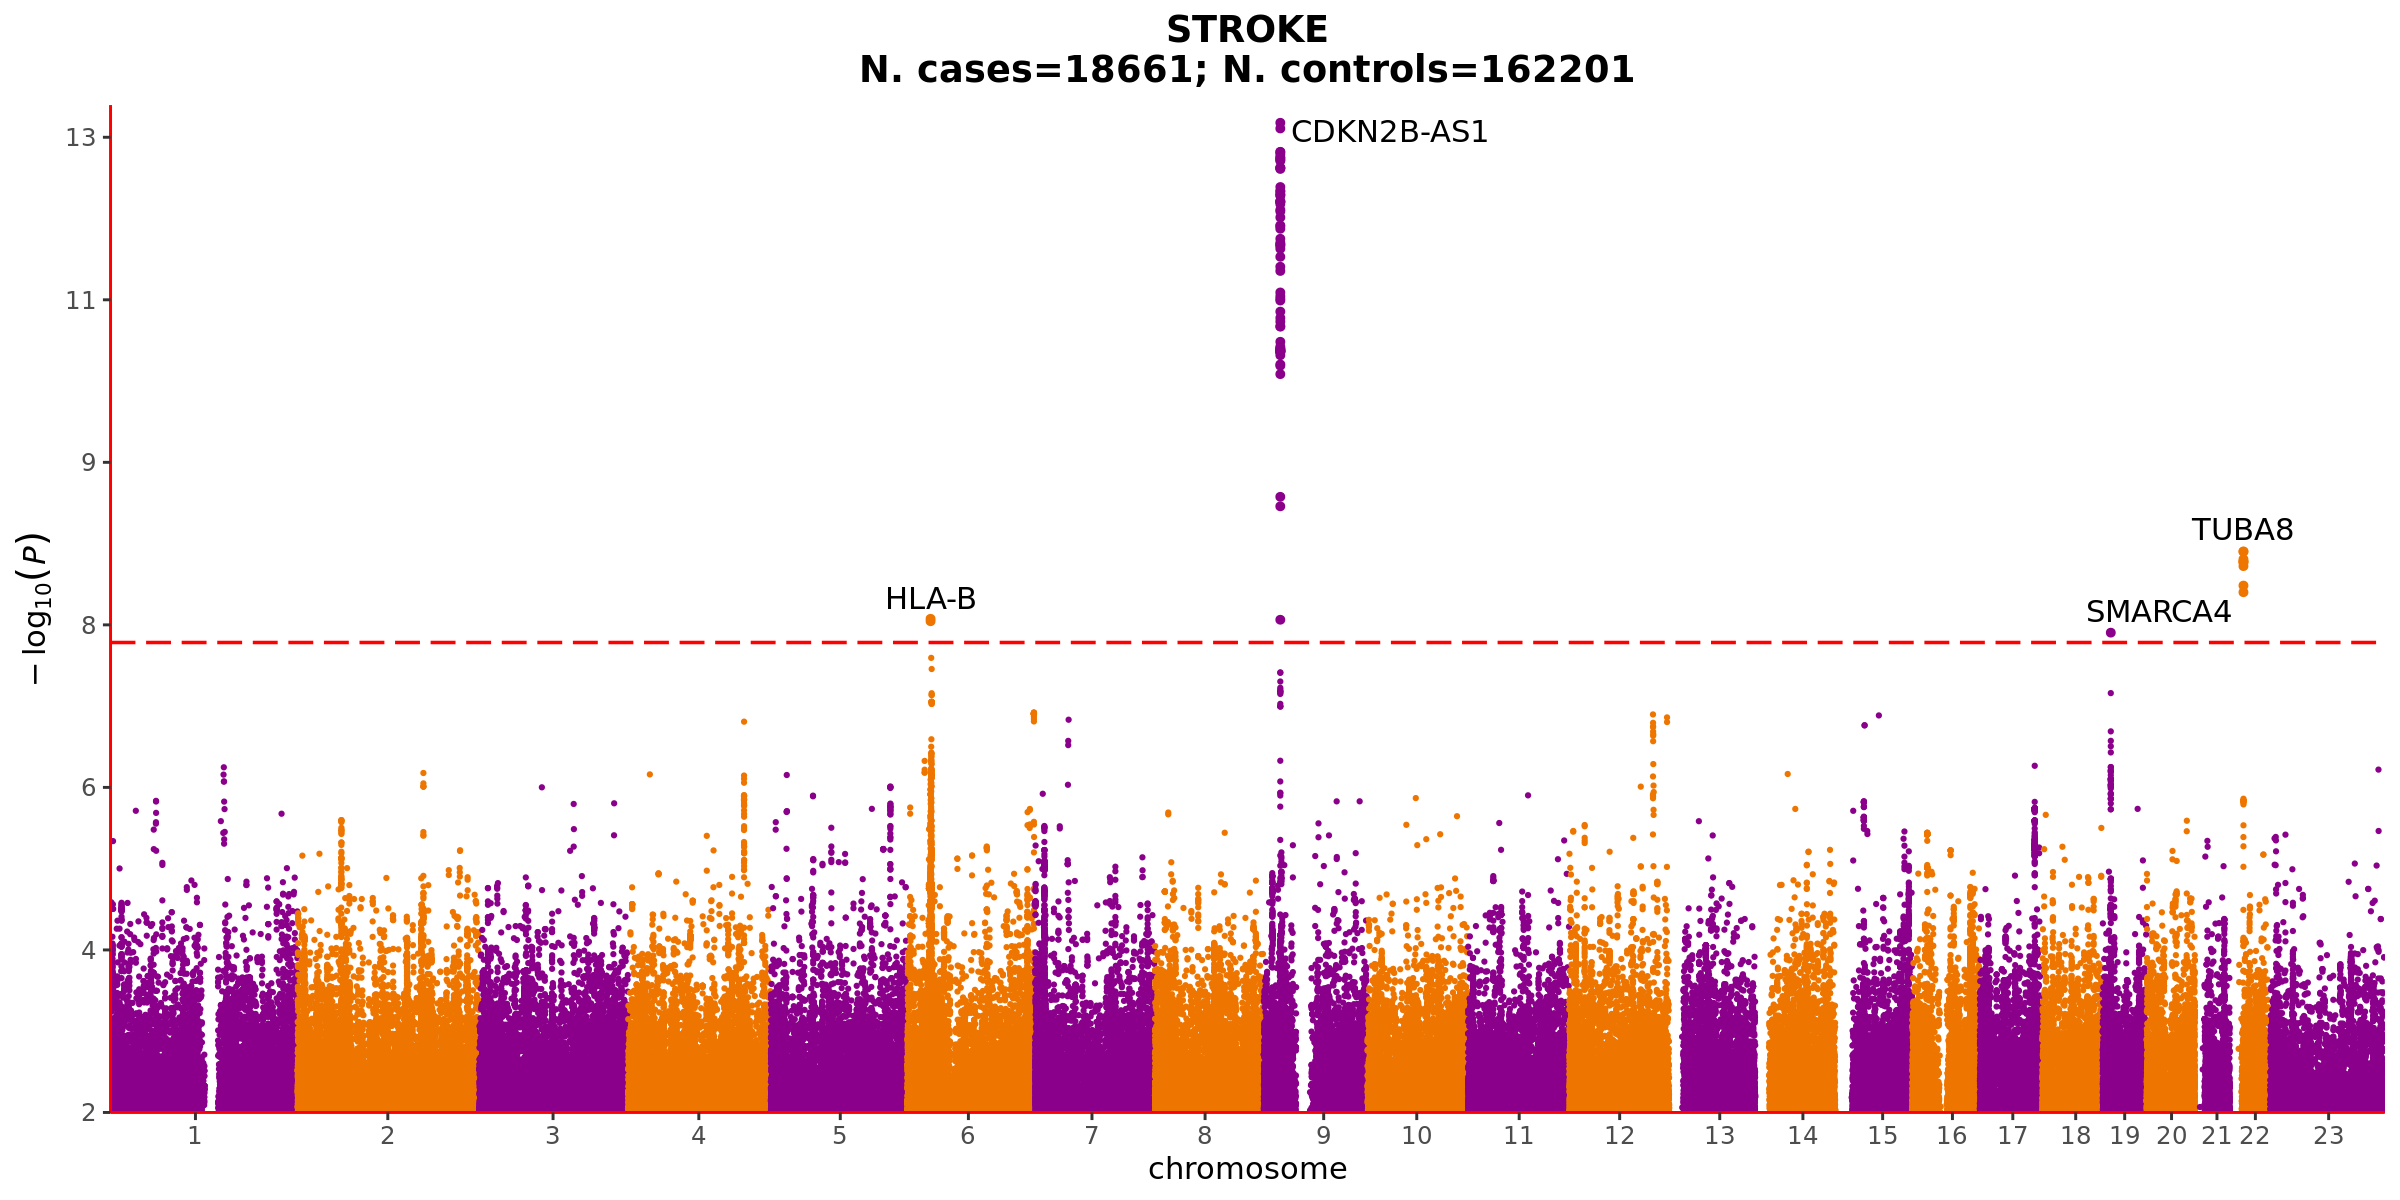 STROKE
N. cases=18661; N. controls=162201
13
CDKN2B-AS1
11
9
TUBA8
HLA-B
SMARCA4
8
− log10(P)
6
4
2
1 2 3 4 5 6 7 8 9 10 11 12 13 14 15 16 17 18 19 20 21 22 23
chromosome